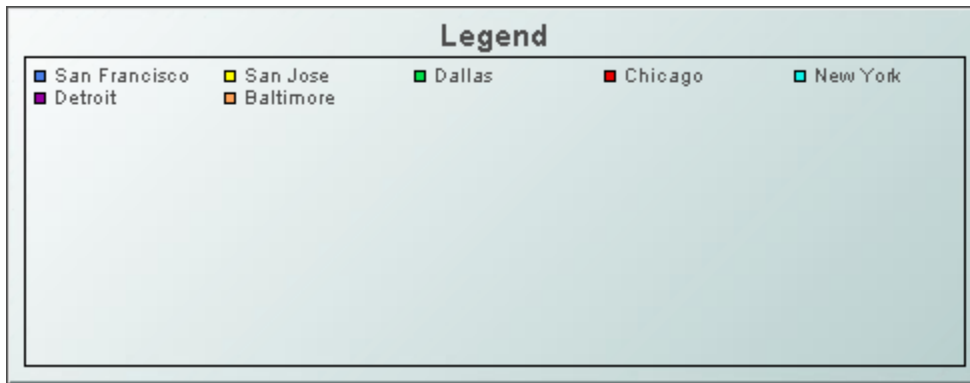 Legend
San Francisco San Jose Dallas Chicago New York
Detroit Baltimore